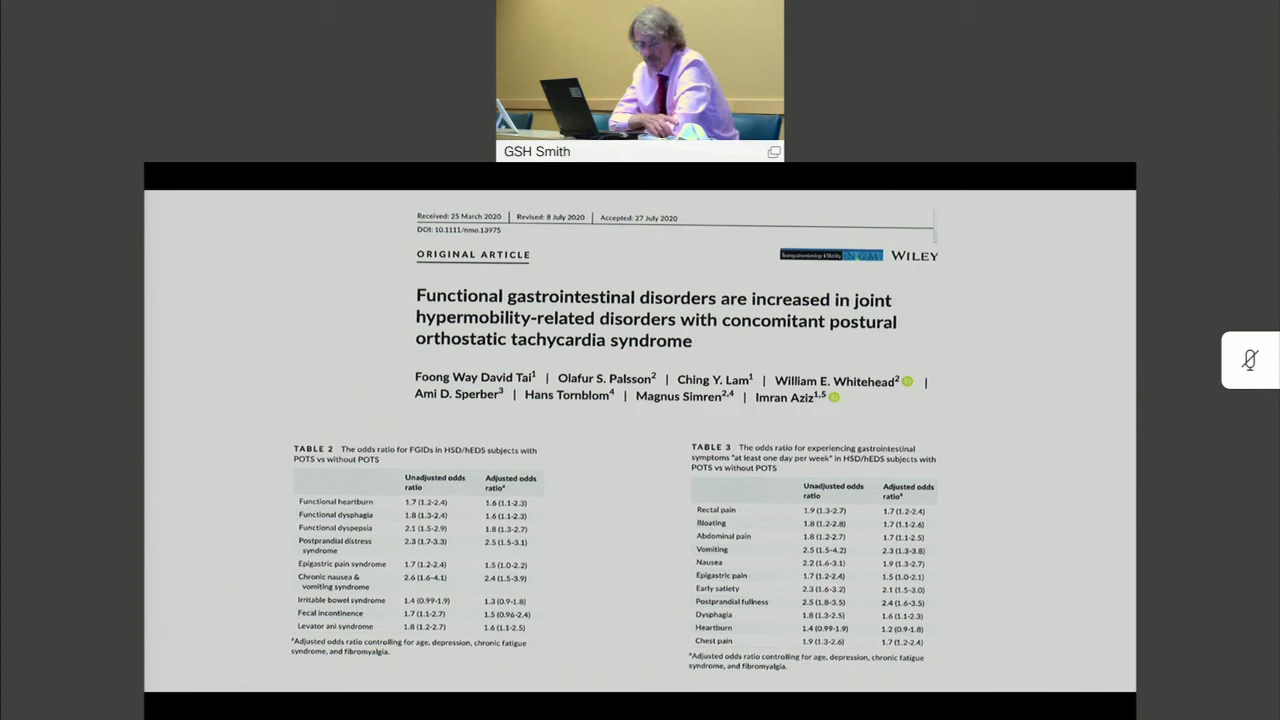 GSH Smith
Received: 25 March 2020 | Revised: 8 July 2020 | Accepted: 27 July 2020
DOI: 10.1111/nmo.13975
ORIGINAL ARTICLE
Neurogastroenterology & Motility N.G.M WILEY
Functional gastrointestinal disorders are increased in joint
hypermobility-related disorders with concomitant postural
orthostatic tachycardia syndrome
Foong Way David Tai1 | Olafur S. Palsson2 | Ching Y. Lam1 | William E. Whitehead2 |
Ami D. Sperber3 | Hans Tornblom4 | Magnus Simren2,4 | Imran Aziz1,5
TABLE 2 The odds ratio for FGIDs in HSD/hEDS subjects with
POTS vs without POTS
Unadjusted odds ratio Adjusted odds ratioa
Functional heartburn 1.7 (1.2-2.4) 1.6 (1.1-2.3)
Functional dysphagia 1.8 (1.3-2.4) 1.6 (1.1-2.3)
Functional dyspepsia 2.1 (1.5-2.9) 1.8 (1.3-2.7)
Postprandial distress syndrome 2.3 (1.7-3.3) 2.5 (1.5-3.1)
Epigastric pain syndrome 1.7 (1.2-2.4) 1.5 (1.0-2.2)
Chronic nausea & vomiting syndrome 2.6 (1.6-4.1) 2.4 (1.5-3.9)
Irritable bowel syndrome 1.4 (0.99-1.9) 1.3 (0.9-1.8)
Fecal incontinence 1.7 (1.1-2.7) 1.5 (0.96-2.4)
Levator ani syndrome 1.8 (1.2-2.7) 1.6 (1.1-2.5)
aAdjusted odds ratio controlling for age, depression, chronic fatigue
syndrome, and fibromyalgia.
TABLE 3 The odds ratio for experiencing gastrointestinal
symptoms "at least one day per week" in HSD/hEDS subjects with
POTS vs without POTS
Unadjusted odds ratio Adjusted odds ratioa
Rectal pain 1.9 (1.3-2.7) 1.7 (1.2-2.4)
Bloating 1.8 (1.2-2.8) 1.7 (1.1-2.6)
Abdominal pain 1.8 (1.2-2.7) 1.7 (1.1-2.5)
Vomiting 2.5 (1.5-4.2) 2.3 (1.3-3.8)
Nausea 2.2 (1.6-3.1) 1.9 (1.3-2.7)
Epigastric pain 1.7 (1.2-2.4) 1.5 (1.0-2.1)
Early satiety 2.3 (1.6-3.2) 2.1 (1.5-3.0)
Postprandial fullness 2.5 (1.8-3.5) 2.4 (1.6-3.5)
Dysphagia 1.8 (1.3-2.5) 1.6 (1.1-2.3)
Heartburn 1.4 (0.99-1.9) 1.2 (0.9-1.8)
Chest pain 1.9 (1.3-2.6) 1.7 (1.2-2.4)
aAdjusted odds ratio controlling for age, depression, chronic fatigue
syndrome, and fibromyalgia.